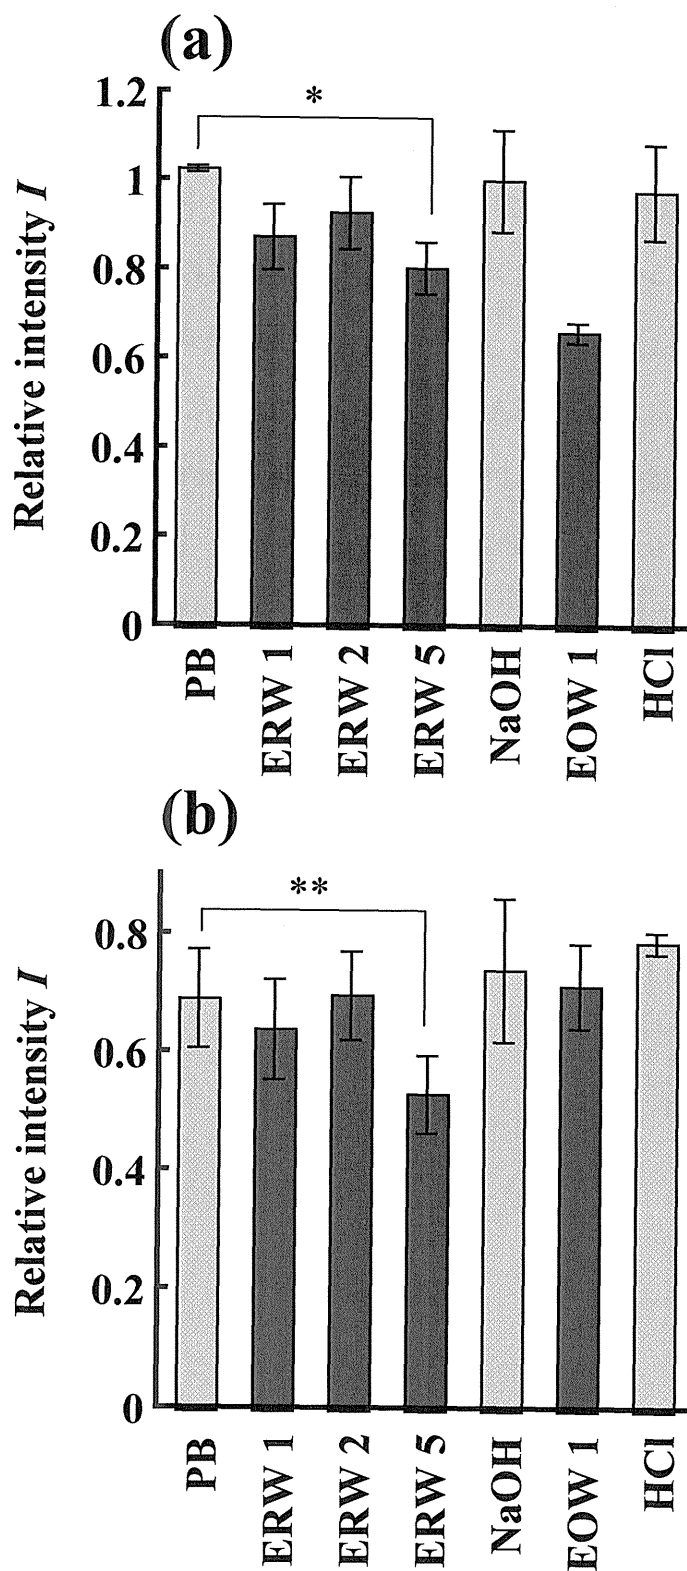 (a)
*
Relative intensity I
1.2
1
0.8
0.6
0.4
0.2
0
PB
ERW 1
ERW 2
ERW 5
NaOH
EOW 1
HCl
(b)
**
Relative intensity I
0.8
0.6
0.4
0.2
0
PB
ERW 1
ERW 2
ERW 5
NaOH
EOW 1
HCl